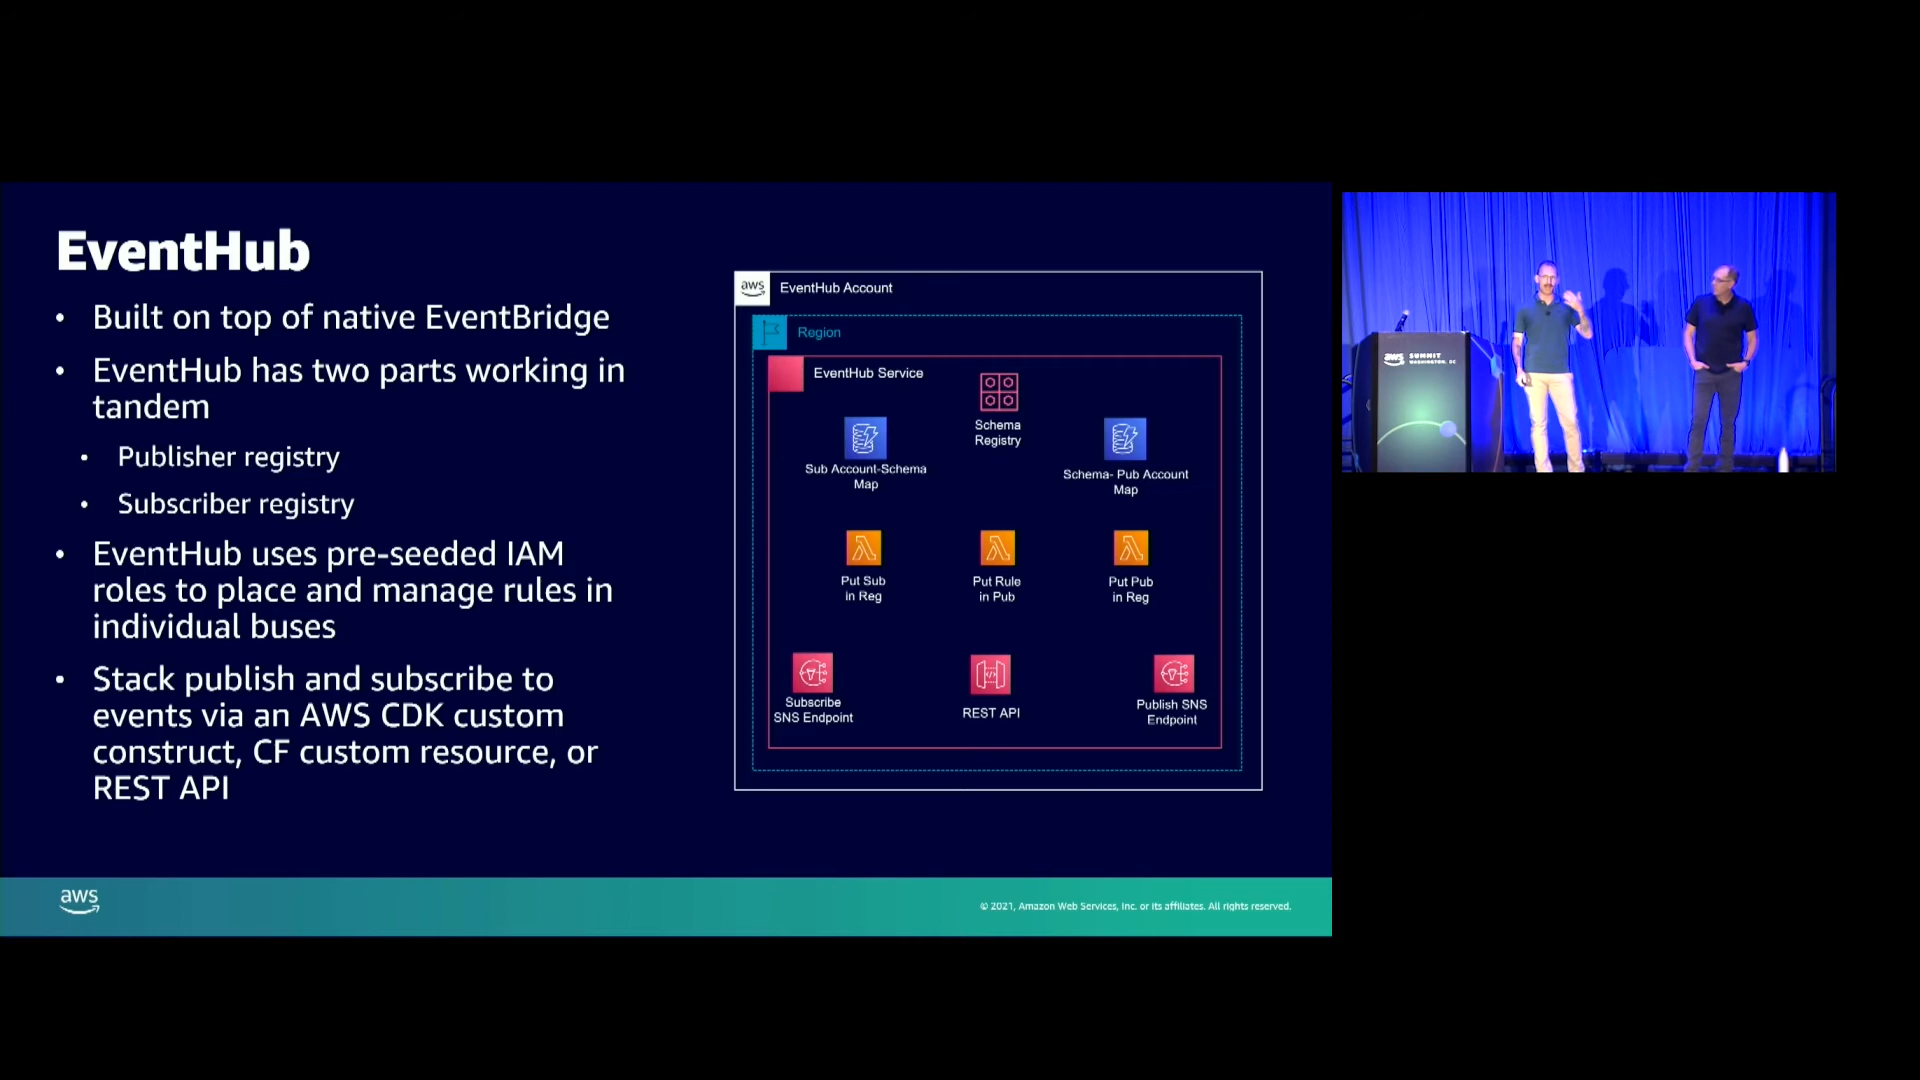 EventHub
• Built on top of native EventBridge
• EventHub has two parts working in
tandem
• Publisher registry
• Subscriber registry
• EventHub uses pre-seeded IAM
roles to place and manage rules in
individual buses
• Stack publish and subscribe to
events via an AWS CDK custom
construct, CF custom resource, or
REST API
aws
EventHub Account
Region
EventHub Service
Schema
Registry
Sub Account-Schema
Map
Schema- Pub Account
Map
Put Sub
in Reg
Put Rule
in Pub
Put Pub
in Reg
Subscribe
SNS Endpoint
REST API
Publish SNS
Endpoint
aws
© 2021, Amazon Web Services, Inc. or its affiliates. All rights reserved.
aws
SUMMIT
WASHINGTON, DC